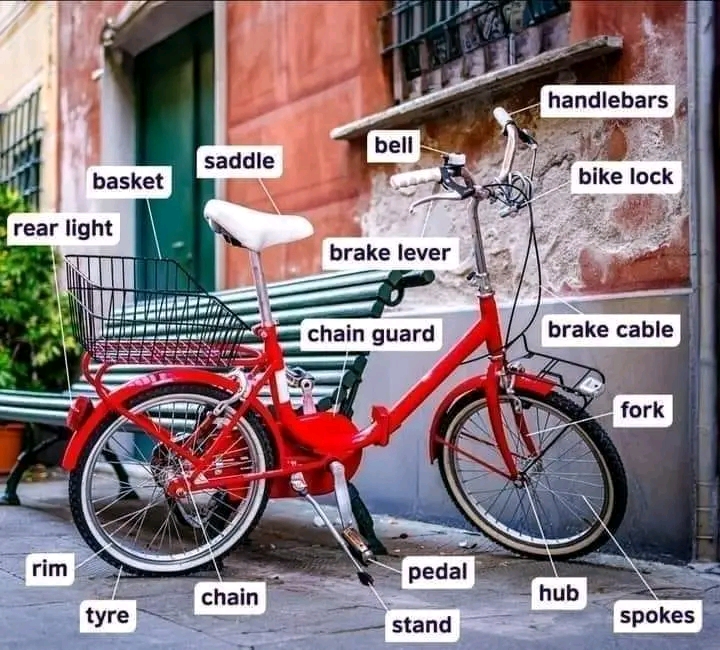 handlebars
bell
saddle
bike lock
basket
rear light
brake lever
brake cable
chain guard
fork
rim
pedal
chain
hub
tyre
spokes
stand